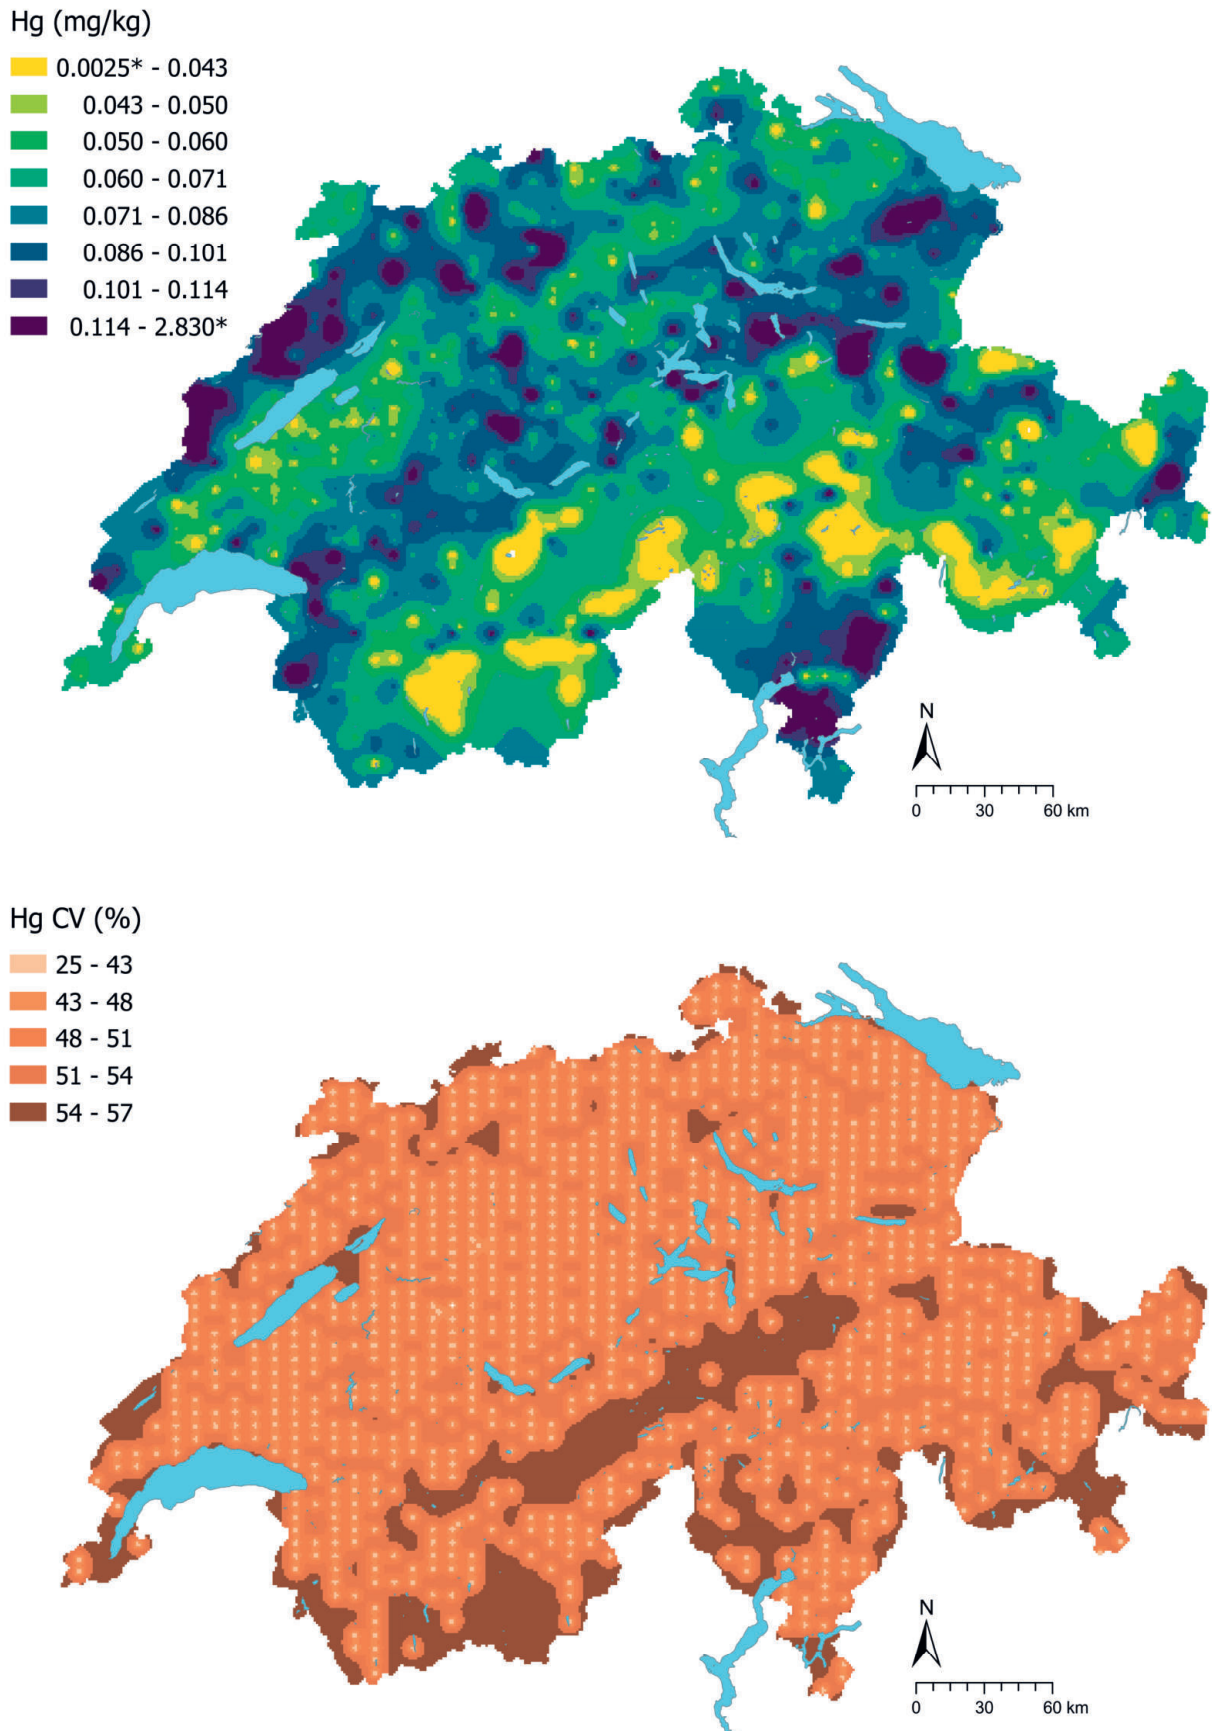 Hg (mg/kg)
0.0025* - 0.043
0.043 - 0.050
0.050 - 0.060
0.060 - 0.071
0.071 - 0.086
0.086 - 0.101
0.101 - 0.114
0.114 - 2.830*
N
0 30 60 km
Hg CV (%)
25 - 43
43 - 48
48 - 51
51 - 54
54 - 57
N
0 30 60 km